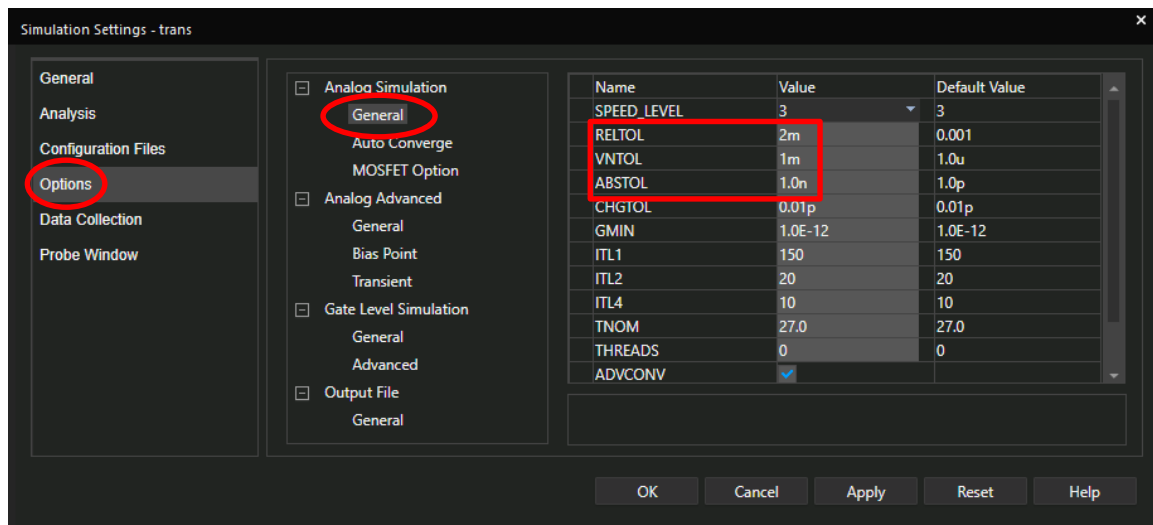 Simulation Settings - trans
General
Analysis
Configuration Files
Options
Data Collection
Probe Window
Analog Simulation
General
Auto Converge
MOSFET Option
Analog Advanced
General
Bias Point
Transient
Gate Level Simulation
General
Advanced
Output File
General
Name Value Default Value
SPEED_LEVEL 3 3
RELTOL 2m 0.001
VNTOL 1m 1.0u
ABSTOL 1.0n 1.0p
CHGTOL 0.01p 0.01p
GMIN 1.0E-12 1.0E-12
ITL1 150 150
ITL2 20 20
ITL4 10 10
TNOM 27.0 27.0
THREADS 0 0
ADVCONV
OK Cancel Apply Reset Help